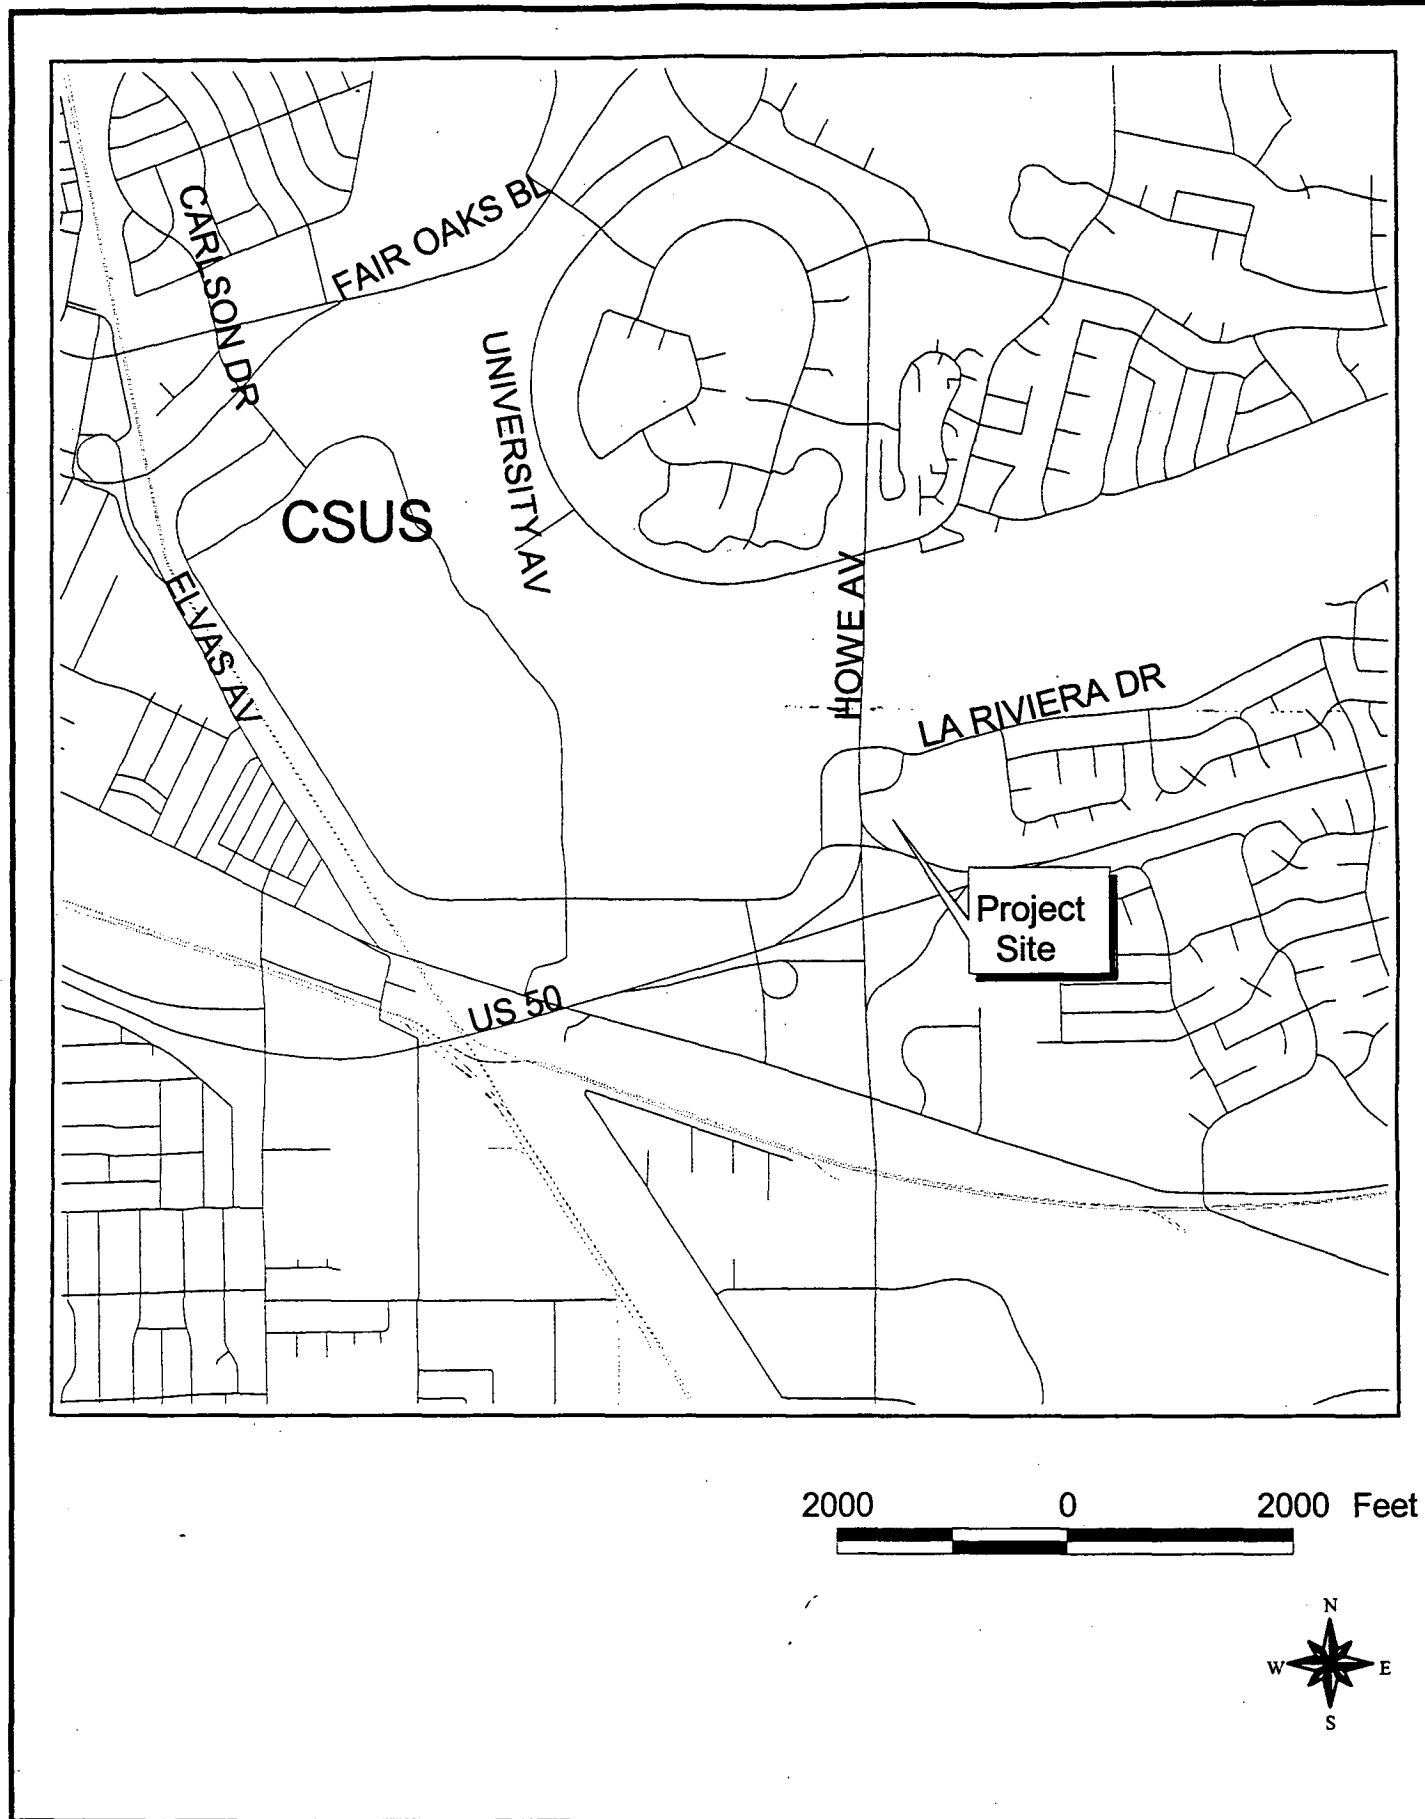 CARLSON DR
FAIR OAKS BL
UNIVERSITY AV
CSUS
ELVAS AV
HOWE AV
LA RIVIERA DR
Project
Site
US 50
2000 0 2000 Feet
N
W E
S